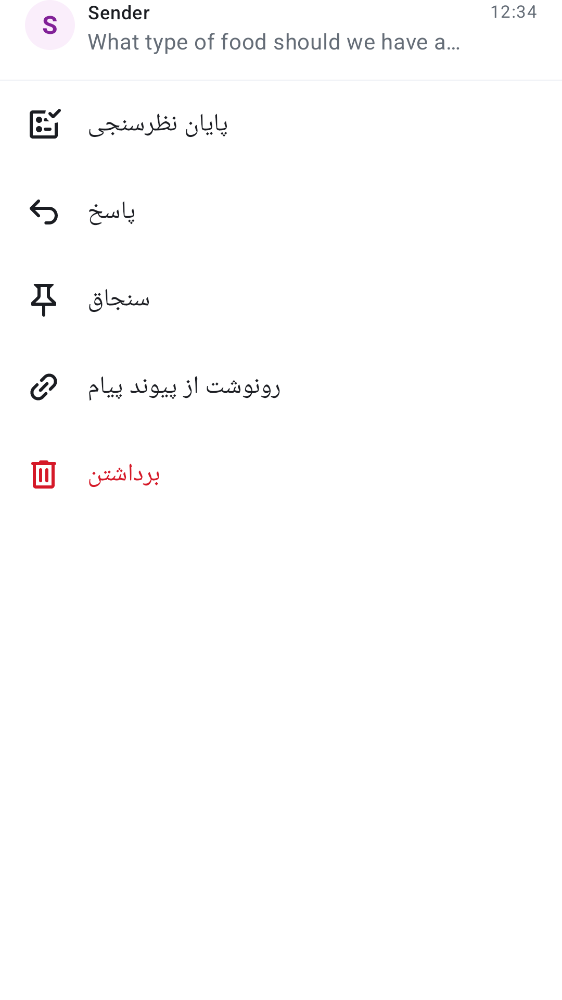 S
Sender
12:34
What type of food should we have a…
پایان نظرسنجی
پاسخ
سنجاق
رونوشت از پیوند پیام
برداشتن